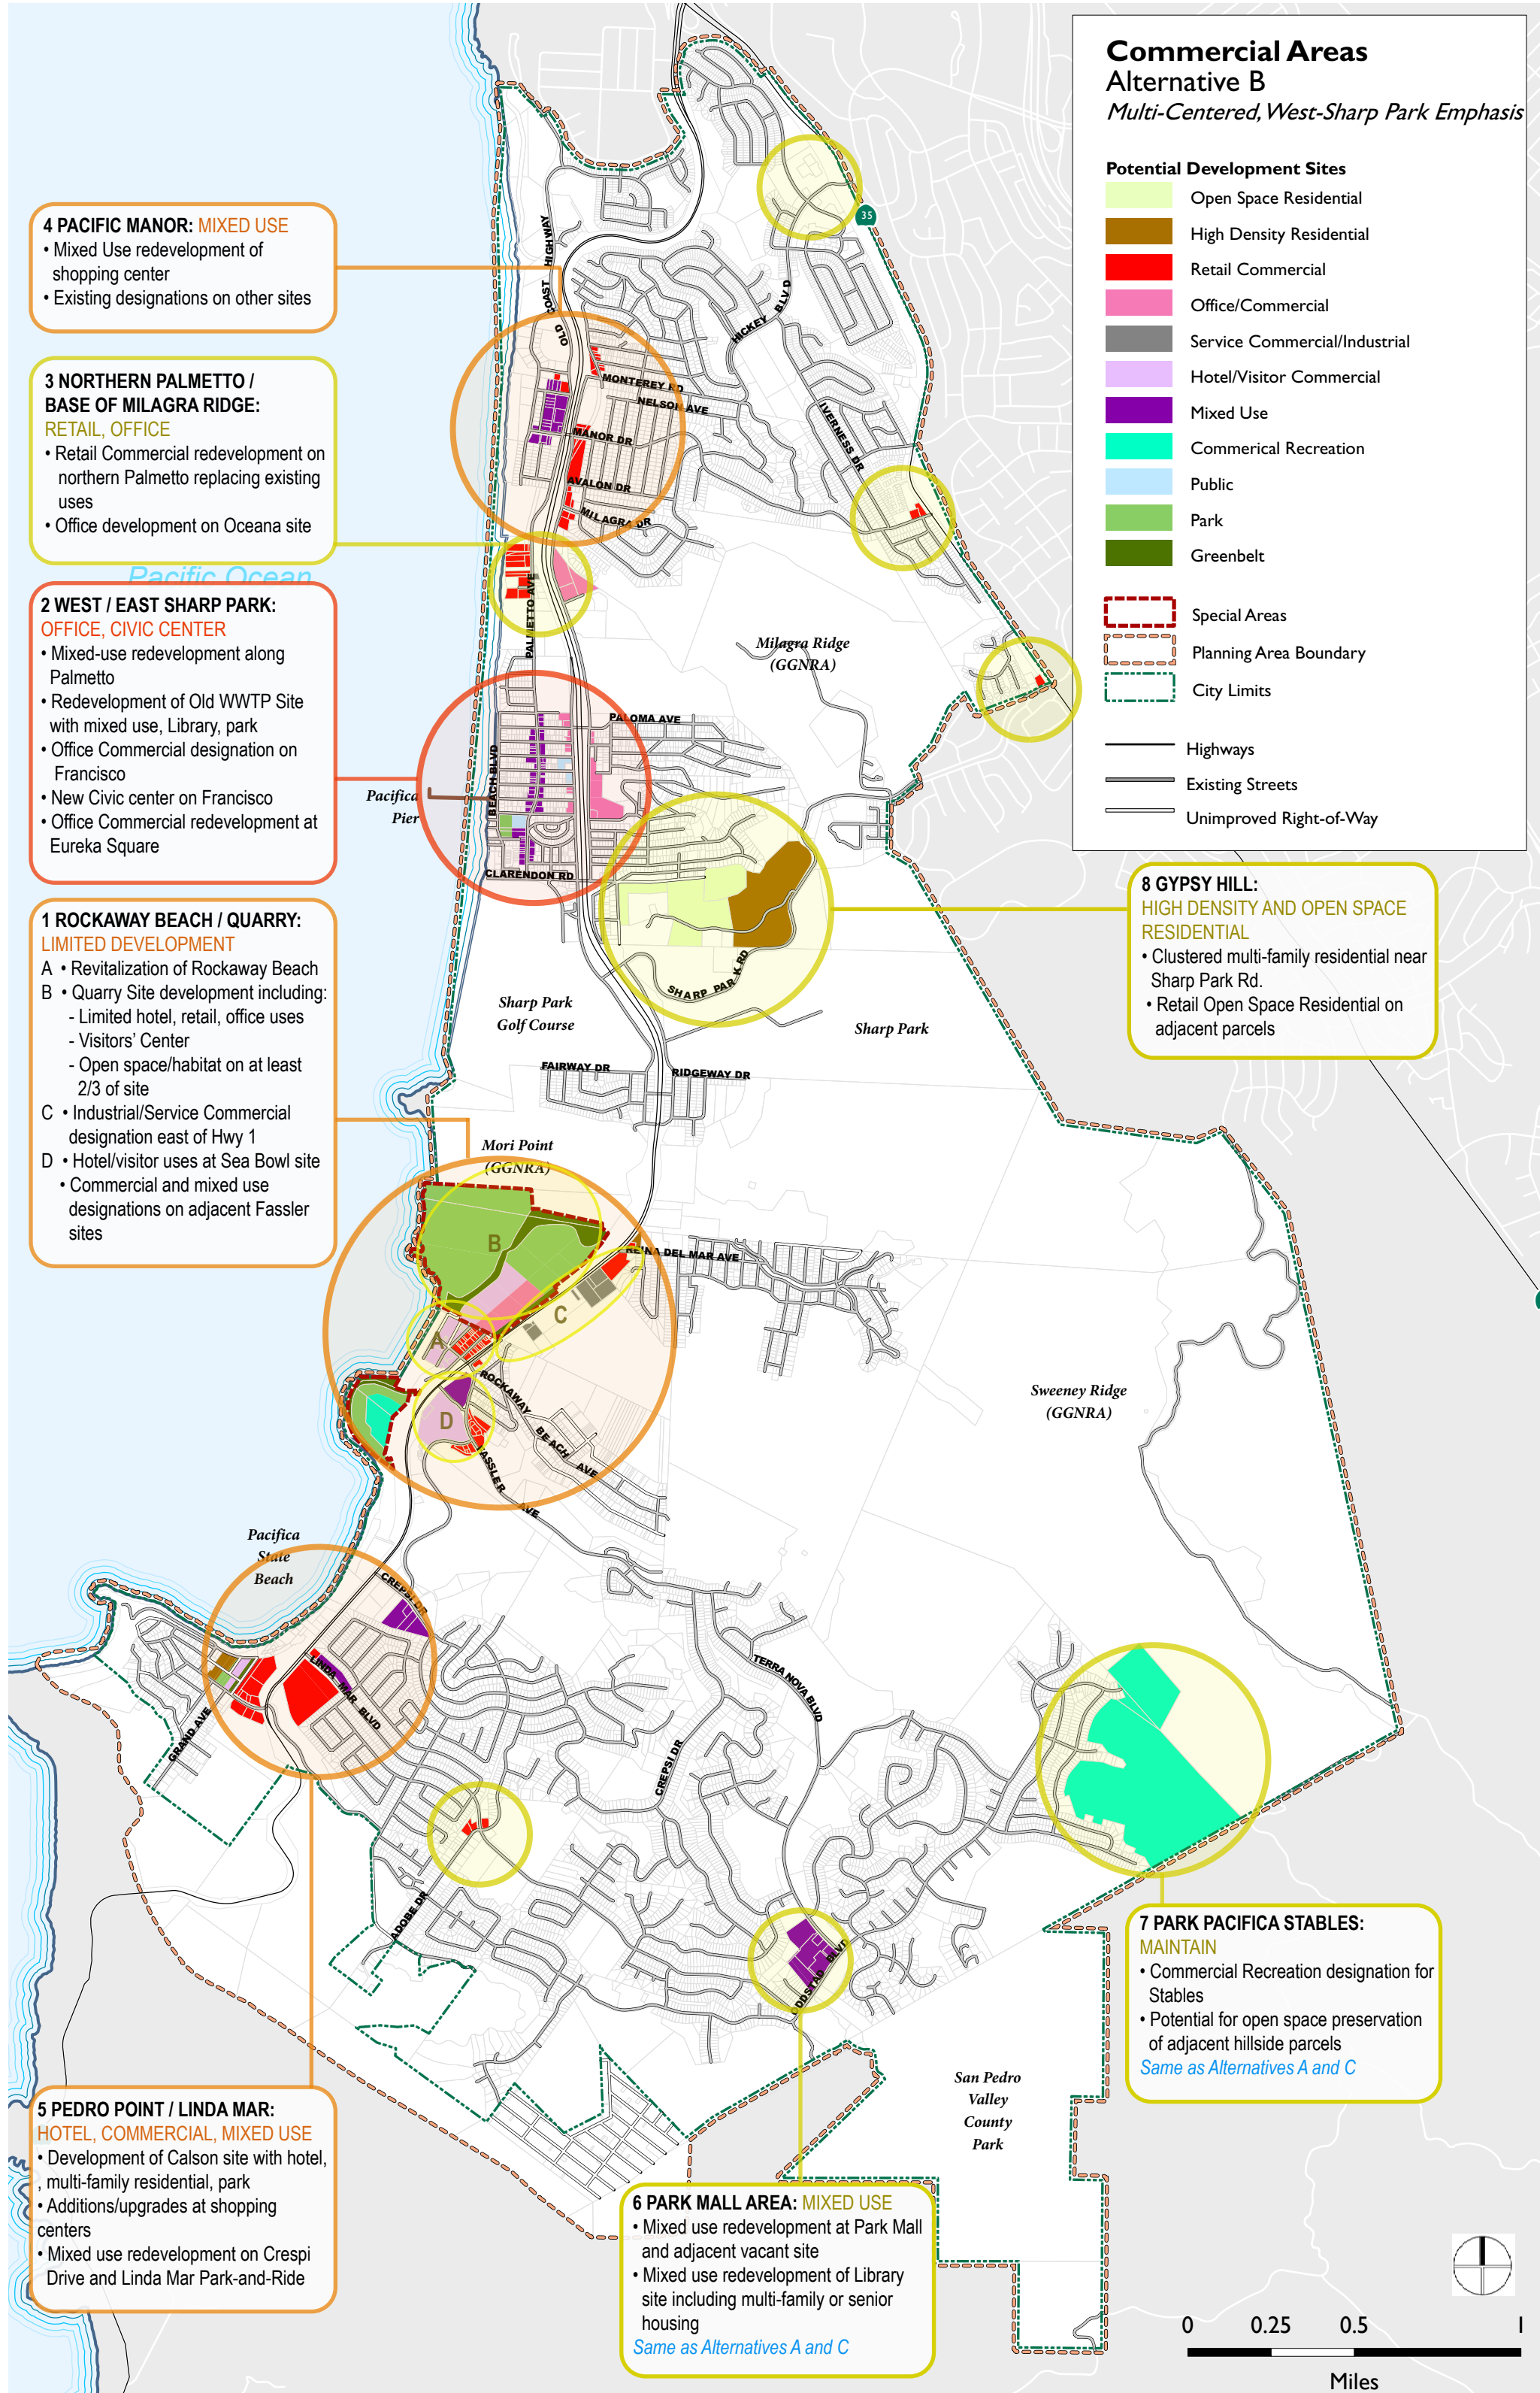 Commercial Areas
Alternative B
Multi-Centered, West-Sharp Park Emphasis
Potential Development Sites
Open Space Residential
High Density Residential
Retail Commercial
Office/Commercial
Service Commercial/Industrial
Hotel/Visitor Commercial
Mixed Use
Commerical Recreation
Public
Park
Greenbelt
Special Areas
Planning Area Boundary
City Limits
Highways
Existing Streets
Unimproved Right-of-Way
4 PACIFIC MANOR: MIXED USE
• Mixed Use redevelopment of
shopping center
• Existing designations on other sites
3 NORTHERN PALMETTO /
BASE OF MILAGRA RIDGE:
RETAIL, OFFICE
• Retail Commercial redevelopment on
northern Palmetto replacing existing
uses
• Office development on Oceana site
Pacific Ocean
2 WEST / EAST SHARP PARK:
OFFICE, CIVIC CENTER
• Mixed-use redevelopment along
Palmetto
• Redevelopment of Old WWTP Site
with mixed use, Library, park
• Office Commercial designation on
Francisco
• New Civic center on Francisco
• Office Commercial redevelopment at
Eureka Square
1 ROCKAWAY BEACH / QUARRY:
LIMITED DEVELOPMENT
A • Revitalization of Rockaway Beach
B • Quarry Site development including:
- Limited hotel, retail, office uses
- Visitors' Center
- Open space/habitat on at least
2/3 of site
C • Industrial/Service Commercial
designation east of Hwy 1
D • Hotel/visitor uses at Sea Bowl site
• Commercial and mixed use
designations on adjacent Fassler
sites
8 GYPSY HILL:
HIGH DENSITY AND OPEN SPACE
RESIDENTIAL
• Clustered multi-family residential near
Sharp Park Rd.
• Retail Open Space Residential on
adjacent parcels
7 PARK PACIFICA STABLES:
MAINTAIN
• Commercial Recreation designation for
Stables
• Potential for open space preservation
of adjacent hillside parcels
Same as Alternatives A and C
5 PEDRO POINT / LINDA MAR:
HOTEL, COMMERCIAL, MIXED USE
• Development of Calson site with hotel,
, multi-family residential, park
• Additions/upgrades at shopping
centers
• Mixed use redevelopment on Crespi
Drive and Linda Mar Park-and-Ride
6 PARK MALL AREA: MIXED USE
• Mixed use redevelopment at Park Mall
and adjacent vacant site
• Mixed use redevelopment of Library
site including multi-family or senior
housing
Same as Alternatives A and C
35
OLD COAST HIGHWAY
HICKEY BLVD
MONTEREY RD
NELSON AVE
MANOR DR
IVERNESS DR
AVALON DR
MILAGRA DR
PALMETTO AVE
Milagra Ridge
(GGNRA)
PALOMA AVE
BEACH BLVD
Pacifica
Pier
CLARENDON RD
SHARP PARK RD
Sharp Park
Golf Course
Sharp Park
FAIRWAY DR
RIDGEWAY DR
Mori Point
(GGNRA)
B
REINA DEL MAR AVE
C
A
D
ROCKAWAY BEACH AVE
FASSLER AVE
Sweeney Ridge
(GGNRA)
Pacifica
State
Beach
CREPSI DR
LINDA MAR BLVD
GRAND AVE
TERRA NOVA BLVD
CREPSI DR
ADOBE DR
ODDSTAD BLVD
San Pedro
Valley
County
Park
0 0.25 0.5 1
Miles